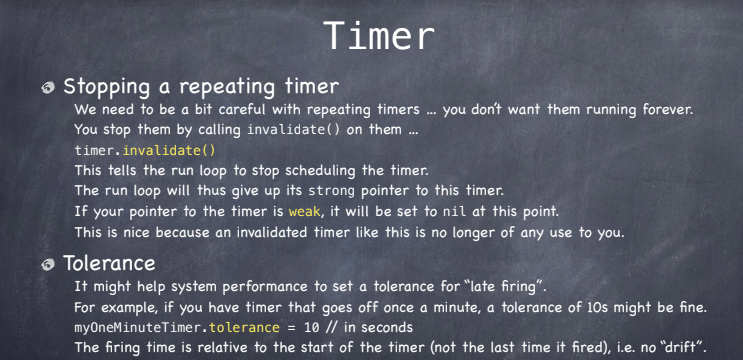 Timer
Stopping a repeating timer
We need to be a bit careful with repeating timers … you don't want them running forever.
You stop them by calling invalidate() on them …
timer.invalidate()
This tells the run loop to stop scheduling the timer.
The run loop will thus give up its strong pointer to this timer.
If your pointer to the timer is weak, it will be set to nil at this point.
This is nice because an invalidated timer like this is no longer of any use to you.
Tolerance
It might help system performance to set a tolerance for "late firing".
For example, if you have timer that goes off once a minute, a tolerance of 10s might be fine.
myOneMinuteTimer.tolerance = 10 // in seconds
The firing time is relative to the start of the timer (not the last time it fired), i.e. no "drift".